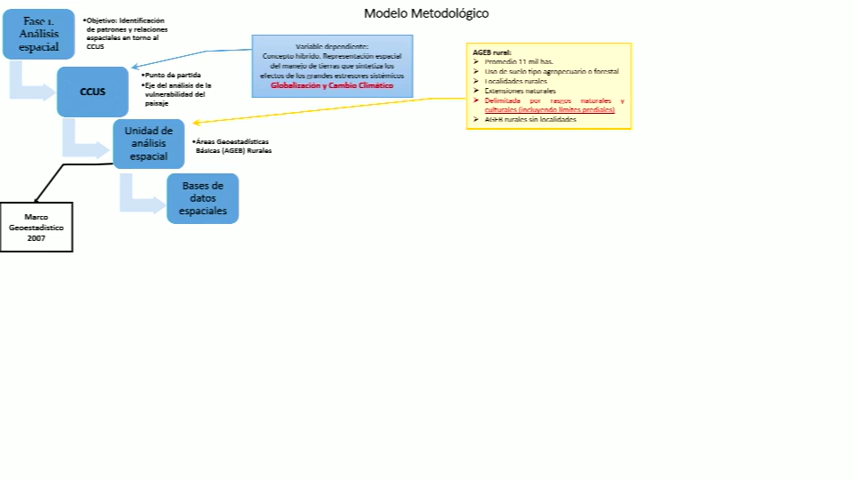 Modelo Metodológico
Fase 1.
Análisis
espacial
•Objetivo: Identificación
de patrones y relaciones
espaciales en torno al
CCUS
CCUS
•Punto de partida
•Eje del análisis de la
vulnerabilidad del
paisaje
Variable dependiente:
Concepto híbrido. Representación espacial
del manejo de tierras que sintetiza los
efectos de los grandes estresores sistémicos
Globalización y Cambio Climático
AGEB rural:
➢ Promedio 11 mil has.
➢ Uso de suelo tipo agropecuario o forestal
➢ Localidades rurales
➢ Extensiones naturales
➢ Delimitada por rasgos naturales y
culturales (incluyendo límites prediales)
➢ AGEB rurales sin localidades
Unidad de
análisis
espacial
•Áreas Geoestadísticas
Básicas (AGEB) Rurales
Bases de
datos
espaciales
Marco
Geoestadístico
2007